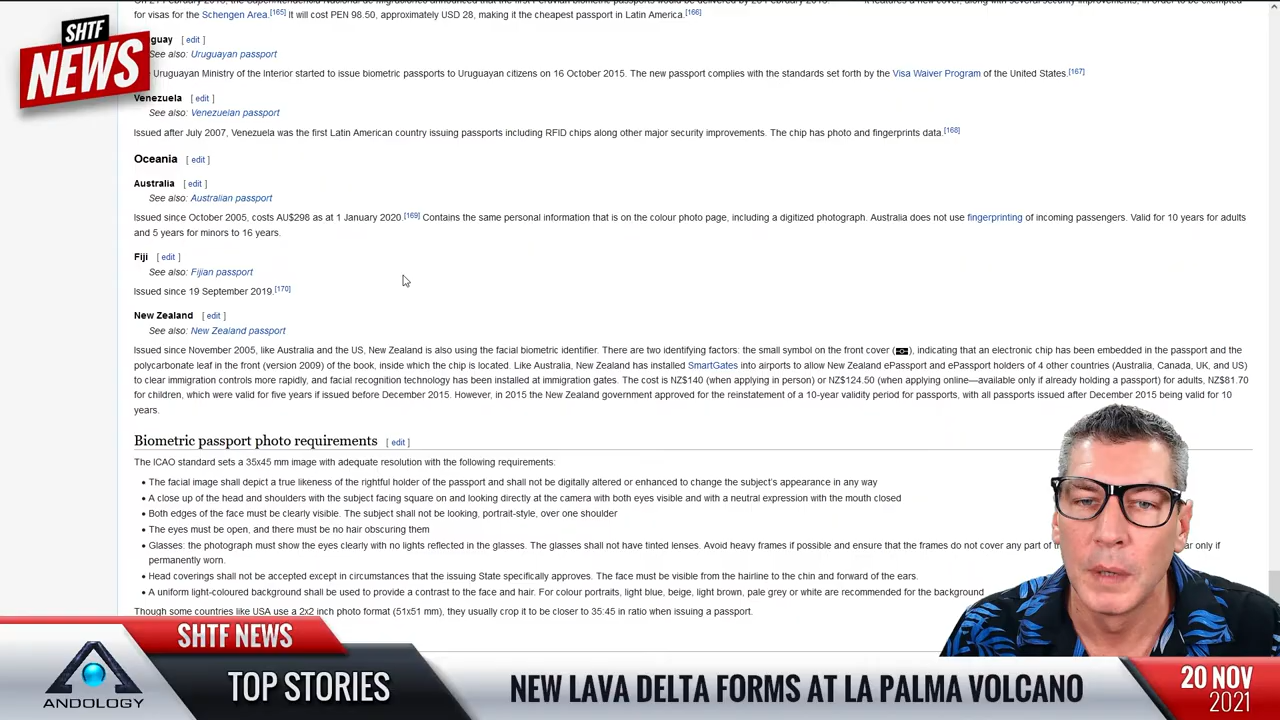 for visas for the Schengen Area.[165] It will cost PEN 98.50, approximately USD 28, making it the cheapest passport in Latin America.[166]
guay [ edit ]
See also: Uruguayan passport
Uruguayan Ministry of the Interior started to issue biometric passports to Uruguayan citizens on 16 October 2015. The new passport complies with the standards set forth by the Visa Waiver Program of the United States.[167]
Venezuela [ edit ]
See also: Venezuelan passport
Issued after July 2007, Venezuela was the first Latin American country issuing passports including RFID chips along other major security improvements. The chip has photo and fingerprints data.[168]
Oceania [ edit ]
Australia [ edit ]
See also: Australian passport
Issued since October 2005, costs AU$298 as at 1 January 2020.[169] Contains the same personal information that is on the colour photo page, including a digitized photograph. Australia does not use fingerprinting of incoming passengers. Valid for 10 years for adults
and 5 years for minors to 16 years.
Fiji [ edit ]
See also: Fijian passport
Issued since 19 September 2019.[170]
New Zealand [ edit ]
See also: New Zealand passport
Issued since November 2005, like Australia and the US, New Zealand is also using the facial biometric identifier. There are two identifying factors: the small symbol on the front cover ( ), indicating that an electronic chip has been embedded in the passport and the
polycarbonate leaf in the front (version 2009) of the book, inside which the chip is located. Like Australia, New Zealand has installed SmartGates into airports to allow New Zealand ePassport and ePassport holders of 4 other countries (Australia, Canada, UK, and US)
to clear immigration controls more rapidly, and facial recognition technology has been installed at immigration gates. The cost is NZ$140 (when applying in person) or NZ$124.50 (when applying online—available only if already holding a passport) for adults, NZ$81.70
for children, which were valid for five years if issued before December 2015. However, in 2015 the New Zealand government approved for the reinstatement of a 10-year validity period for passports, with all passports issued after December 2015 being valid for 10
years.
Biometric passport photo requirements [ edit ]
The ICAO standard sets a 35x45 mm image with adequate resolution with the following requirements:
• The facial image shall depict a true likeness of the rightful holder of the passport and shall not be digitally altered or enhanced to change the subject's appearance in any way
• A close up of the head and shoulders with the subject facing square on and looking directly at the camera with both eyes visible and with a neutral expression with the mouth closed
• Both edges of the face must be clearly visible. The subject shall not be looking, portrait-style, over one shoulder
• The eyes must be open, and there must be no hair obscuring them
• Glasses: the photograph must show the eyes clearly with no lights reflected in the glasses. The glasses shall not have tinted lenses. Avoid heavy frames if possible and ensure that the frames do not cover any part of only if
permanently worn.
• Head coverings shall not be accepted except in circumstances that the issuing State specifically approves. The face must be visible from the hairline to the chin and forward of the ears.
• A uniform light-coloured background shall be used to provide a contrast to the face and hair. For colour portraits, light blue, beige, light brown, pale grey or white are recommended for the background
Though some countries like USA use a 2x2 inch photo format (51x51 mm), they usually crop it to be closer to 35:45 in ratio when issuing a passport.
SHTF
NEWS
SHTF NEWS
TOP STORIES
NEW LAVA DELTA FORMS AT LA PALMA VOLCANO
20 NOV
2021
ANDOLOGY